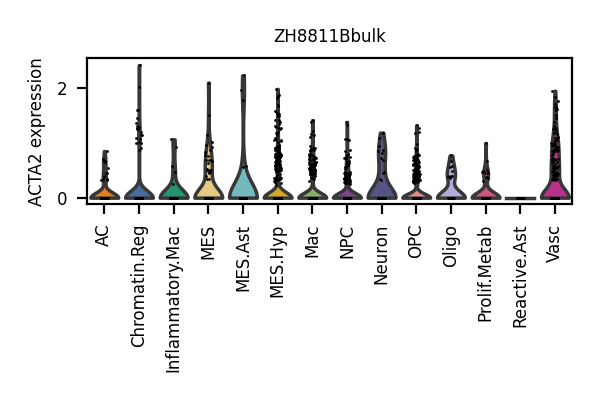 ZH8811Bbulk
ACTA2 expression
2
0
AC
Chromatin.Reg
Inflammatory.Mac
MES
MES.Ast
MES.Hyp
Mac
NPC
Neuron
OPC
Oligo
Prolif.Metab
Reactive.Ast
Vasc